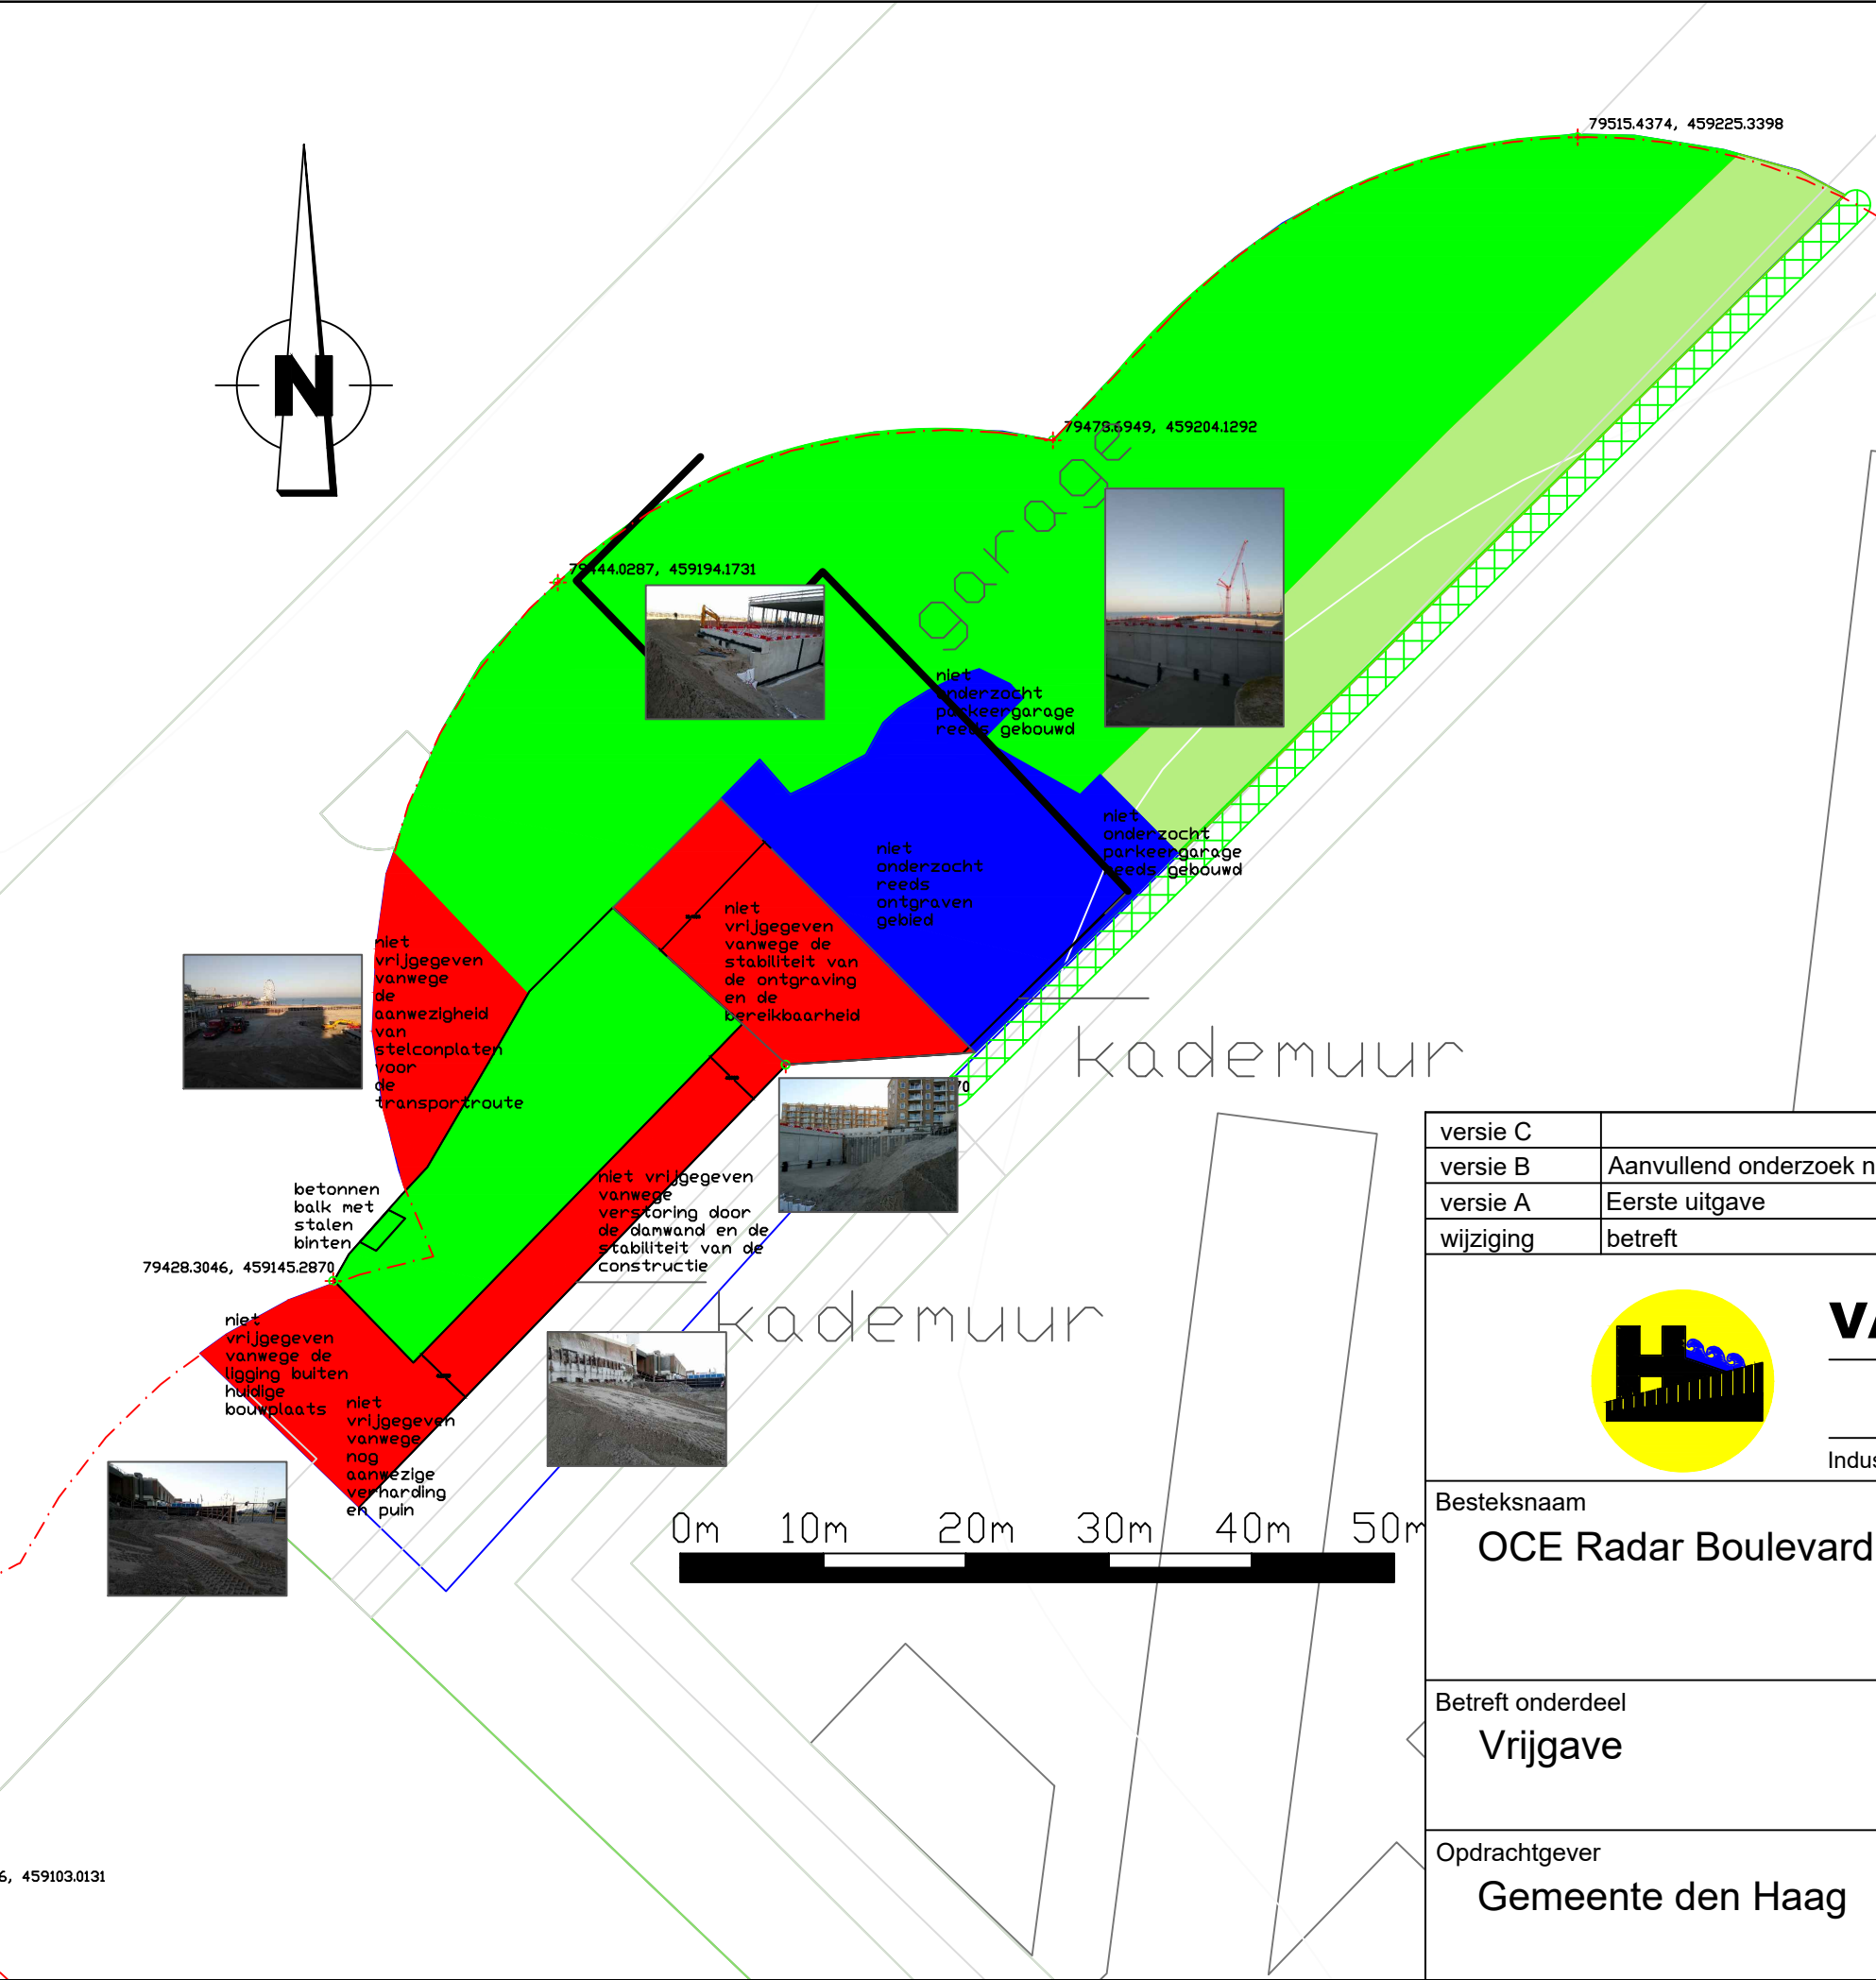 79515.4374, 459225.3398
N
79478.6949, 459204.1292
garage
79444.0287, 459194.1731
niet
onderzocht
parkeergarage
reeds gebouwd
niet
onderzocht
parkeergarage
reeds gebouwd
niet
onderzocht
reeds
ontgraven
gebied
niet
vrijgegeven
vanwege de
stabiliteit van
de ontgraving
en de
bereikbaarheid
niet
vrijgegeven
vanwege
de
aanwezigheid
van
stelconplaten
voor
de
transportroute
kademuur
70
niet vrijgegeven
vanwege
verstoring door
de damwand en de
stabiliteit van de
constructie
betonnen
balk met
stalen
binten
79428.3046, 459145.2870
kademuur
niet
vrijgegeven
vanwege de
ligging buiten
huidige
bouwplaats
niet
vrijgegeven
vanwege
nog
aanwezige
verharding
en puin
0m 10m 20m 30m 40m 50m
6, 459103.0131
versie C
versie B Aanvullend onderzoek n
versie A Eerste uitgave
wijziging betreft
H
VA
Indus
Besteksnaam
OCE Radar Boulevard
Betreft onderdeel
Vrijgave
Opdrachtgever
Gemeente den Haag